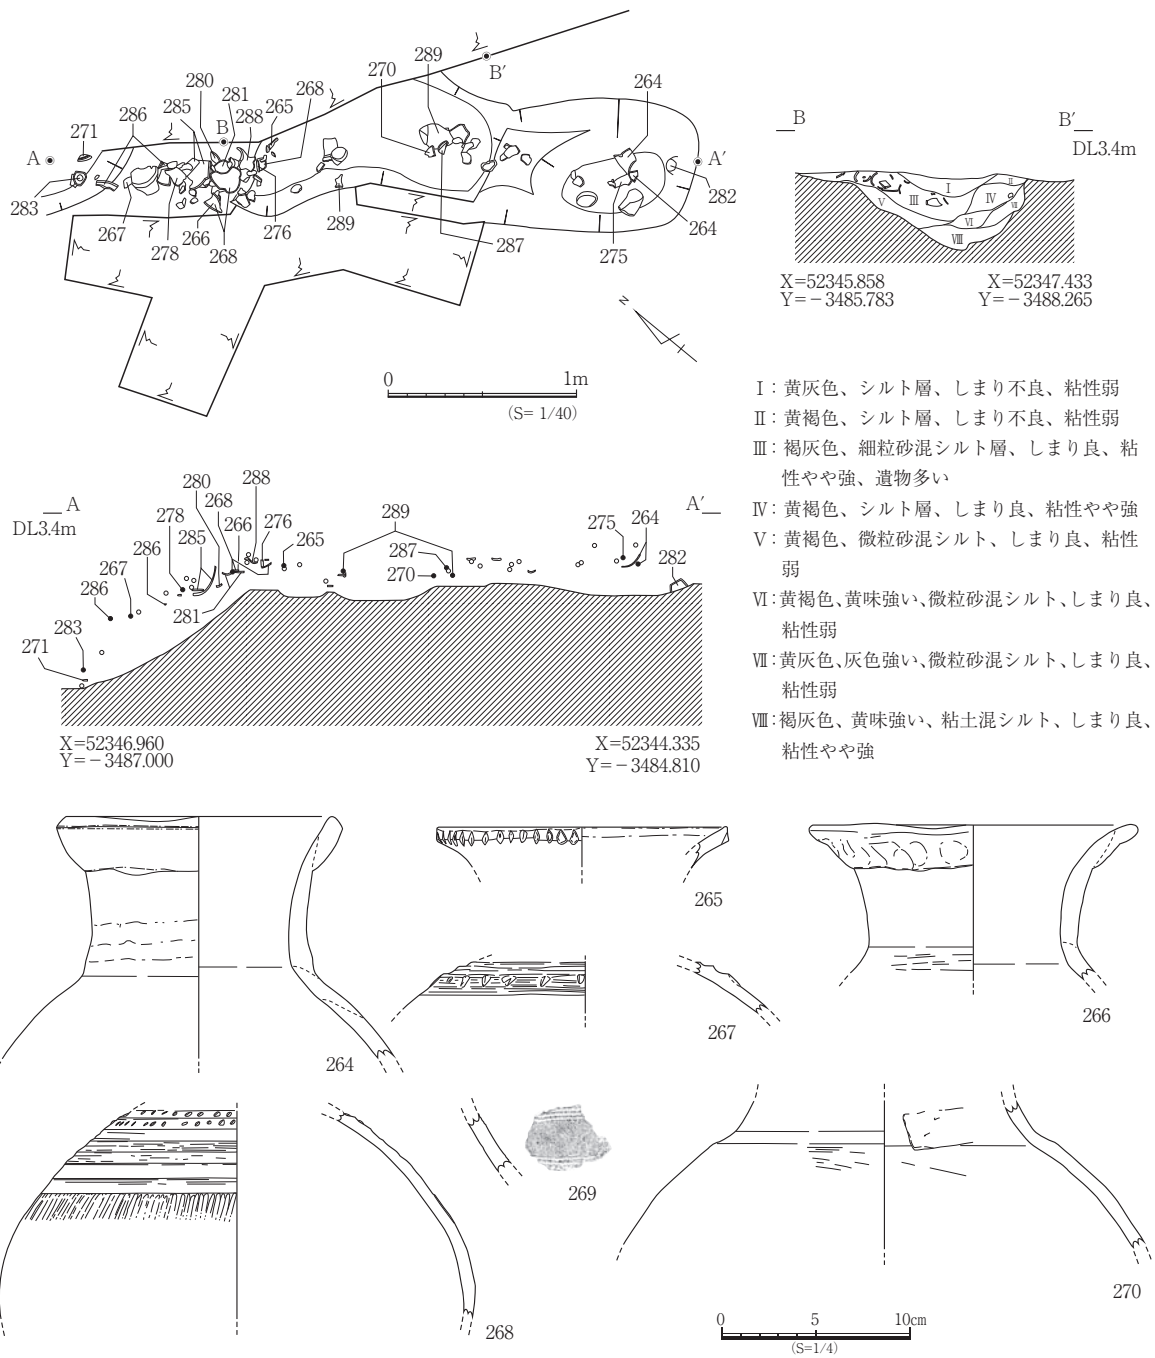 289
B′
270
264
280
281
268
285
265
286
288
B
271
A
A′
283
282
267
276
289
264
266
278
268
287
275
N
0 1m
(S= 1/40)
B B′
DL3.4m
Ⅰ Ⅱ Ⅲ Ⅳ Ⅴ Ⅵ Ⅶ Ⅷ
X=52345.858 X=52347.433
Y=－3485.783 Y=－3488.265
Ⅰ：黄灰色、シルト層、しまり不良、粘性弱
Ⅱ：黄褐色、シルト層、しまり不良、粘性弱
Ⅲ：褐灰色、細粒砂混シルト層、しまり良、粘
性やや強、遺物多い
Ⅳ：黄褐色、シルト層、しまり良、粘性やや強
Ⅴ：黄褐色、微粒砂混シルト、しまり良、粘性
弱
Ⅵ：黄褐色、黄味強い、微粒砂混シルト、しまり良、
粘性弱
Ⅶ：黄灰色、灰色強い、微粒砂混シルト、しまり良、
粘性弱
Ⅷ：褐灰色、黄味強い、粘土混シルト、しまり良、
粘性やや強
A A′
DL3.4m
280
288
268
278
266
276
289
275
264
285
265
286
287
282
267
270
286
281
283
271
X=52346.960 X=52344.335
Y=－3487.000 Y=－3484.810
265
267
266
264
269
270
268
0 5 10㎝
(S=1/4)